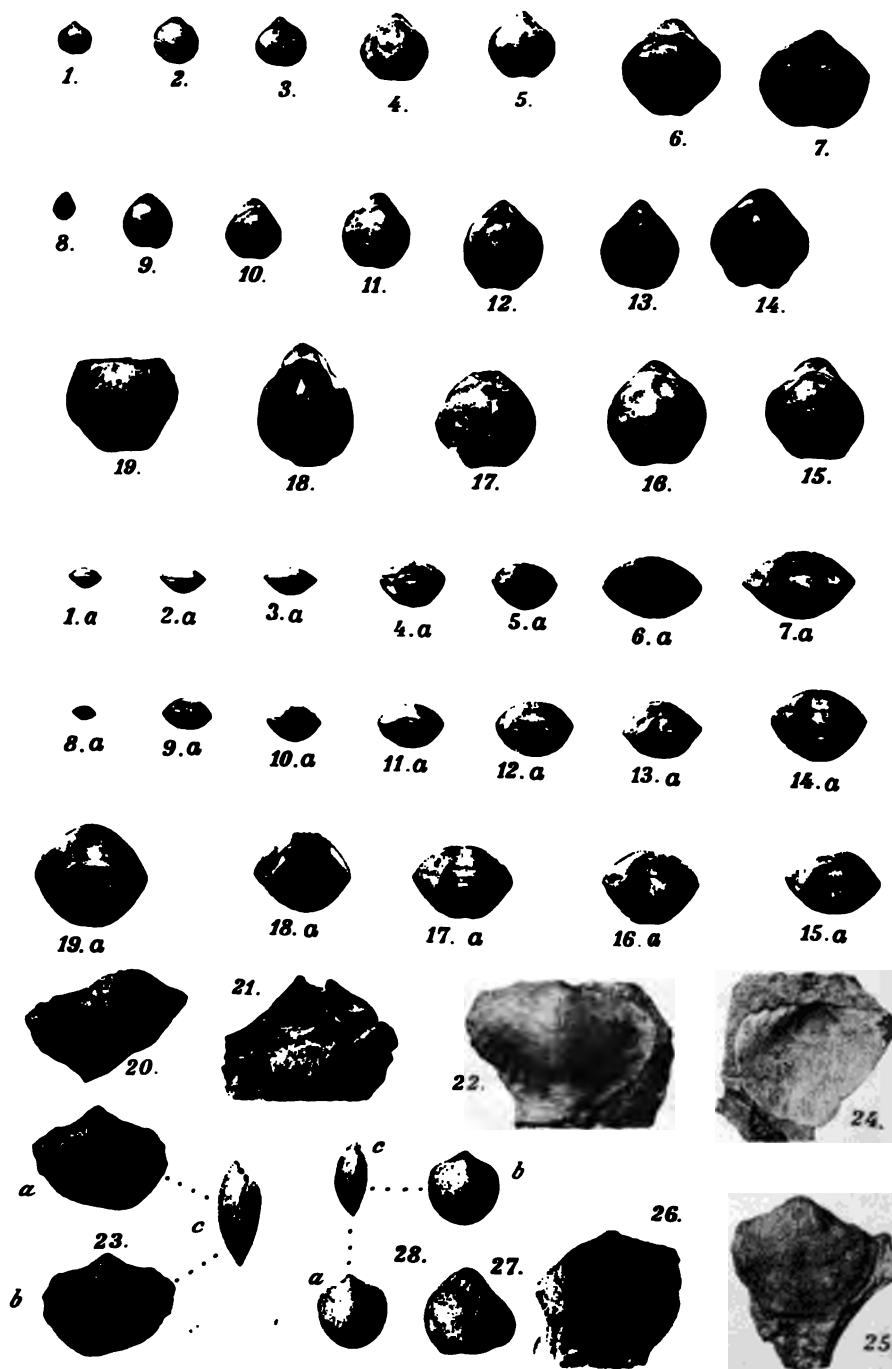 1. 2. 3. 4. 5. 6. 7.
8. 9. 10. 11. 12. 13. 14.
19. 18. 17. 16. 15.
1.a 2.a 3.a 4.a 5.a 6.a 7.a
8.a 9.a 10.a 11.a 12.a 13.a 14.a
19.a 18.a 17.a 16.a 15.a
20. 21. 22. 24.
a c c b 26.
23. 28. 27.
b a 25.